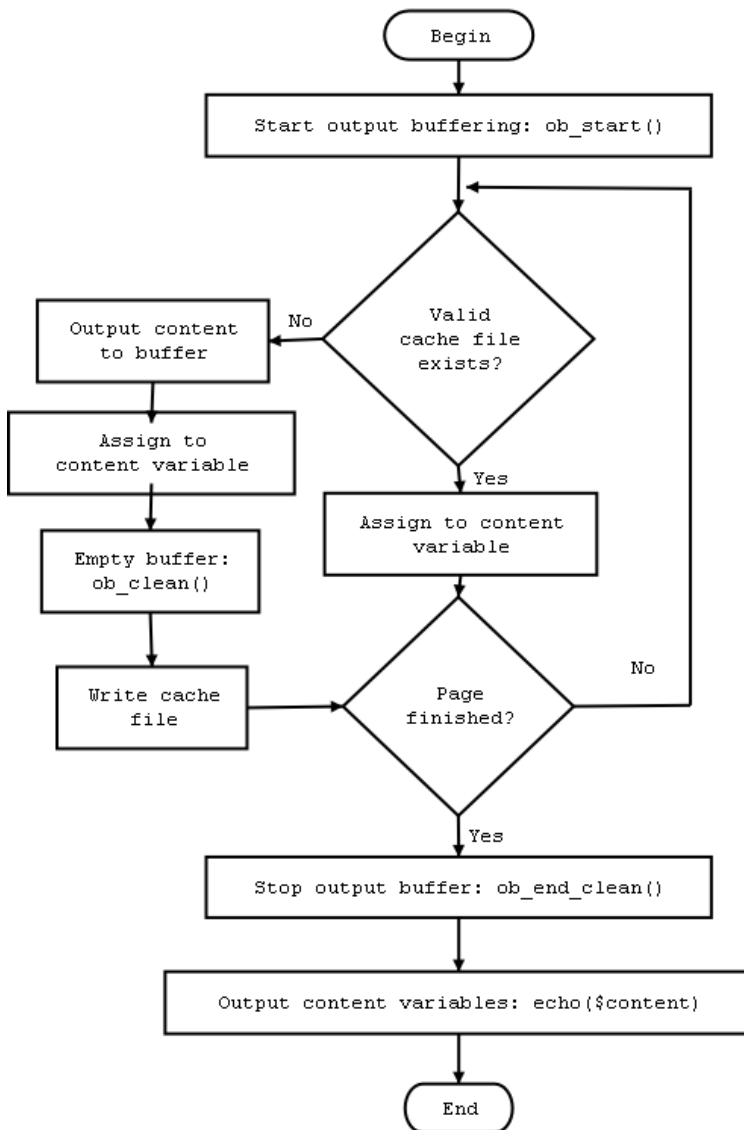 Begin
Start output buffering: ob_start()
Valid
cache file
exists?
No
Output content
to buffer
Assign to
content variable
Empty buffer:
ob_clean()
Write cache
file
Yes
Assign to content
variable
Page
finished?
No
Yes
Stop output buffer: ob_end_clean()
Output content variables: echo($content)
End